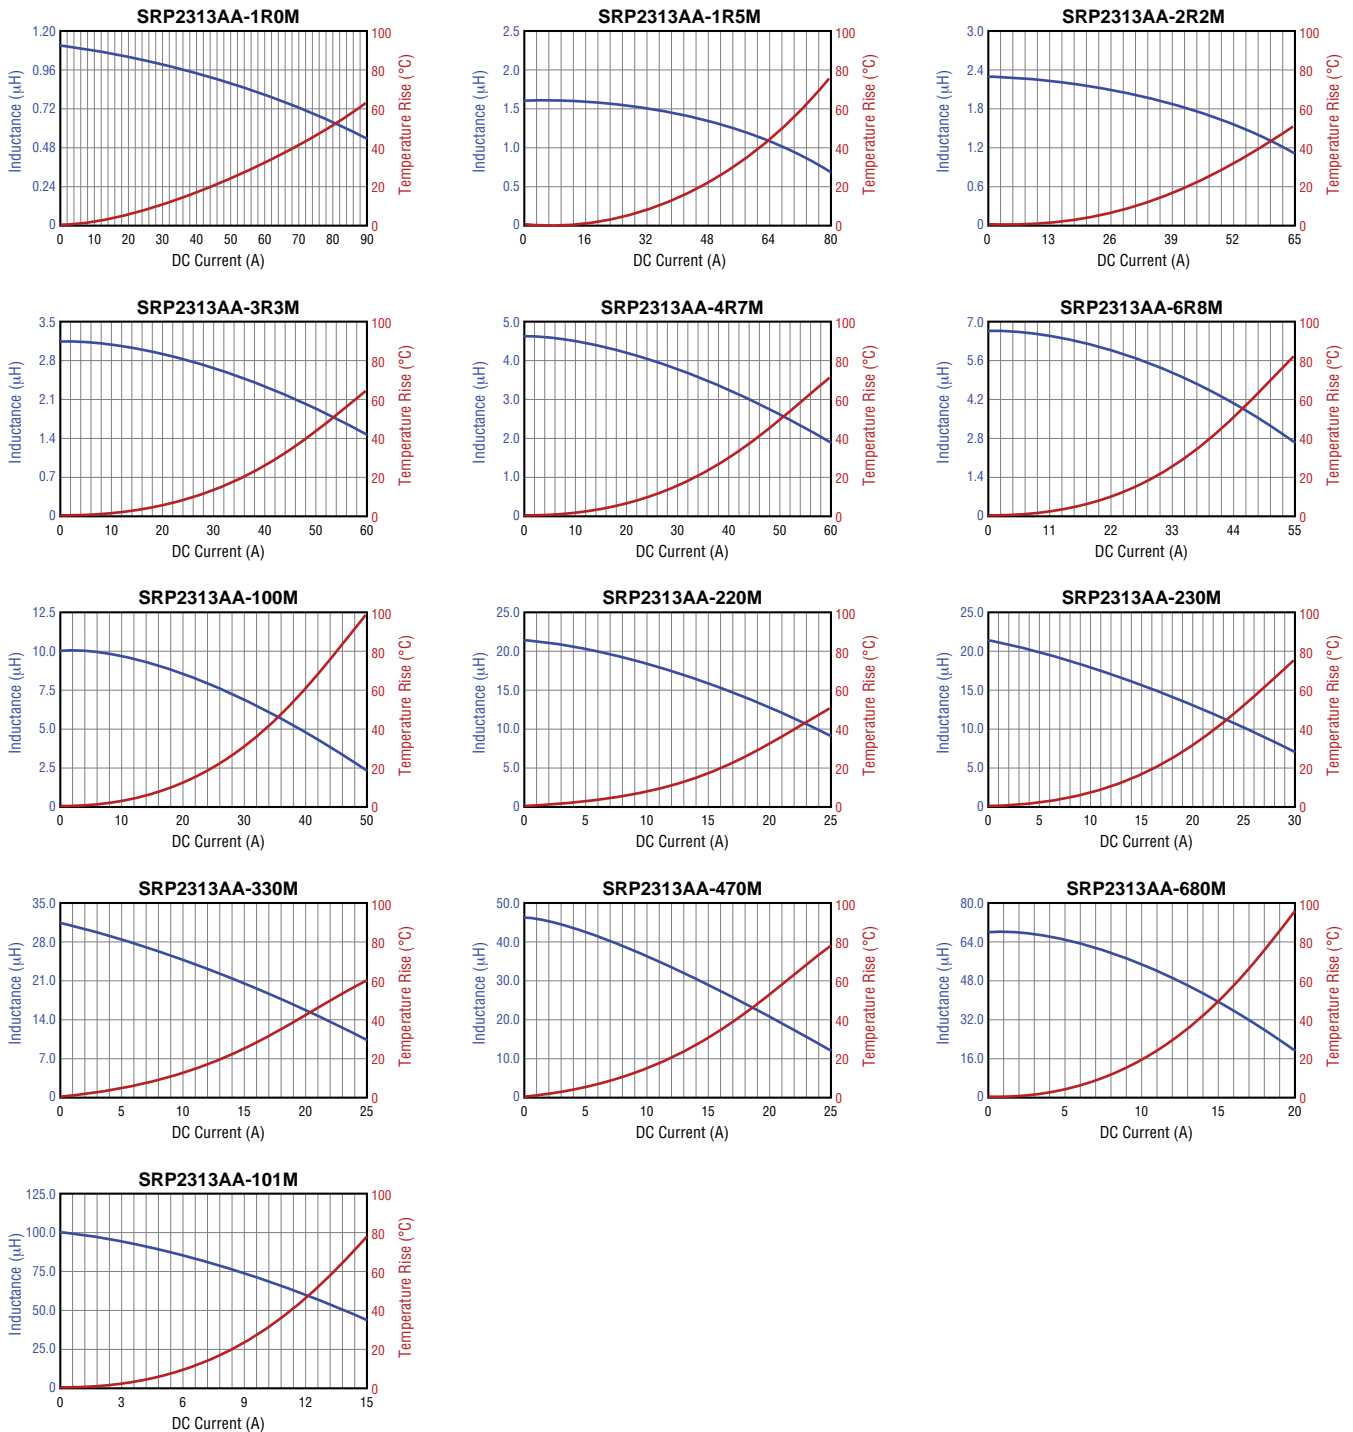 SRP2313AA-1R0M
1.20
0.96
0.72
0.48
0.24
0
Inductance (µH)
100
80
60
40
20
0
Temperature Rise (°C)
0 10 20 30 40 50 60 70 80 90
DC Current (A)
SRP2313AA-1R5M
2.5
2.0
1.5
1.0
0.5
0
Inductance (µH)
100
80
60
40
20
0
Temperature Rise (°C)
0 16 32 48 64 80
DC Current (A)
SRP2313AA-2R2M
3.0
2.4
1.8
1.2
0.6
0
Inductance (µH)
100
80
60
40
20
0
Temperature Rise (°C)
0 13 26 39 52 65
DC Current (A)
SRP2313AA-3R3M
3.5
2.8
2.1
1.4
0.7
0
Inductance (µH)
100
80
60
40
20
0
Temperature Rise (°C)
0 10 20 30 40 50 60
DC Current (A)
SRP2313AA-4R7M
5.0
4.0
3.0
2.0
1.0
0
Inductance (µH)
100
80
60
40
20
0
Temperature Rise (°C)
0 10 20 30 40 50 60
DC Current (A)
SRP2313AA-6R8M
7.0
5.6
4.2
2.8
1.4
0
Inductance (µH)
100
80
60
40
20
0
Temperature Rise (°C)
0 11 22 33 44 55
DC Current (A)
SRP2313AA-100M
12.5
10.0
7.5
5.0
2.5
0
Inductance (µH)
100
80
60
40
20
0
Temperature Rise (°C)
0 10 20 30 40 50
DC Current (A)
SRP2313AA-220M
25.0
20.0
15.0
10.0
5.0
0
Inductance (µH)
100
80
60
40
20
0
Temperature Rise (°C)
0 5 10 15 20 25
DC Current (A)
SRP2313AA-230M
25.0
20.0
15.0
10.0
5.0
0
Inductance (µH)
100
80
60
40
20
0
Temperature Rise (°C)
0 5 10 15 20 25 30
DC Current (A)
SRP2313AA-330M
35.0
28.0
21.0
14.0
7.0
0
Inductance (µH)
100
80
60
40
20
0
Temperature Rise (°C)
0 5 10 15 20 25
DC Current (A)
SRP2313AA-470M
50.0
40.0
30.0
20.0
10.0
0
Inductance (µH)
100
80
60
40
20
0
Temperature Rise (°C)
0 5 10 15 20 25
DC Current (A)
SRP2313AA-680M
80.0
64.0
48.0
32.0
16.0
0
Inductance (µH)
100
80
60
40
20
0
Temperature Rise (°C)
0 5 10 15 20
DC Current (A)
SRP2313AA-101M
125.0
100.0
75.0
50.0
25.0
0
Inductance (µH)
100
80
60
40
20
0
Temperature Rise (°C)
0 3 6 9 12 15
DC Current (A)